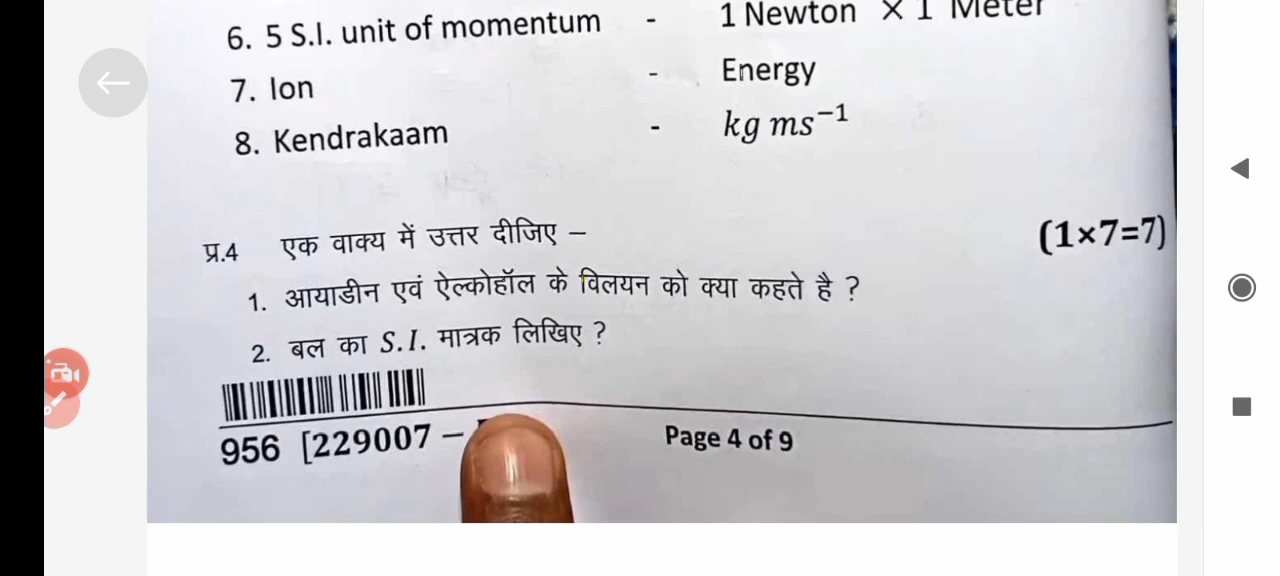 6. 5 S.I. unit of momentum - 1 Newton × 1 Meter
7. Ion - Energy
8. Kendrakaam - kg ms⁻¹
प्र.4 एक वाक्य में उत्तर दीजिए – (1×7=7)
1. आयाडीन एवं ऐल्कोहॉल के विलयन को क्या कहते है ?
2. बल का S.I. मात्रक लिखिए ?
956 [229007 – Page 4 of 9